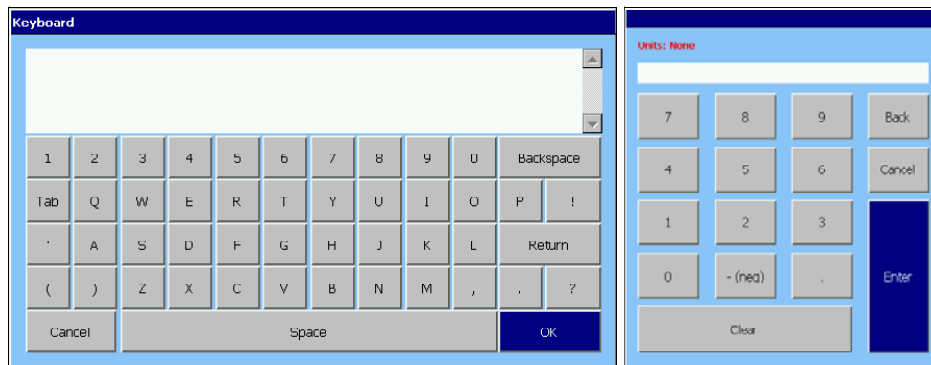 Keyboard
1 2 3 4 5 6 7 8 9 0 Backspace
Tab Q W E R T Y U I O P !
' A S D F G H J K L Return
( ) Z X C V B N M , . ?
Cancel Space OK
Units: None
7 8 9 Back
4 5 6 Cancel
1 2 3
0 - (neg) . Enter
Clear